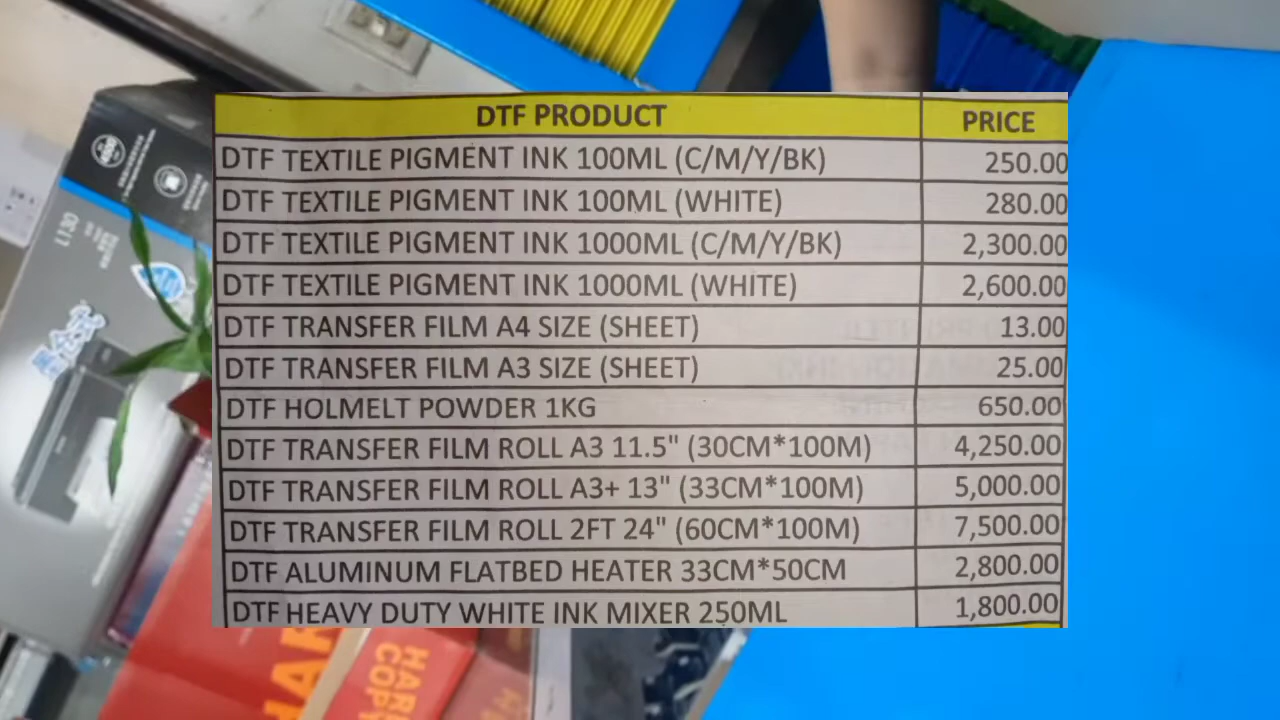 DTF PRODUCT PRICE
DTF TEXTILE PIGMENT INK 100ML (C/M/Y/BK) 250.00
DTF TEXTILE PIGMENT INK 100ML (WHITE) 280.00
DTF TEXTILE PIGMENT INK 1000ML (C/M/Y/BK) 2,300.00
DTF TEXTILE PIGMENT INK 1000ML (WHITE) 2,600.00
DTF TRANSFER FILM A4 SIZE (SHEET) 13.00
DTF TRANSFER FILM A3 SIZE (SHEET) 25.00
DTF HOLMELT POWDER 1KG 650.00
DTF TRANSFER FILM ROLL A3 11.5" (30CM*100M) 4,250.00
DTF TRANSFER FILM ROLL A3+ 13" (33CM*100M) 5,000.00
DTF TRANSFER FILM ROLL 2FT 24" (60CM*100M) 7,500.00
DTF ALUMINUM FLATBED HEATER 33CM*50CM 2,800.00
DTF HEAVY DUTY WHITE INK MIXER 250ML 1,800.00
HAR
COP